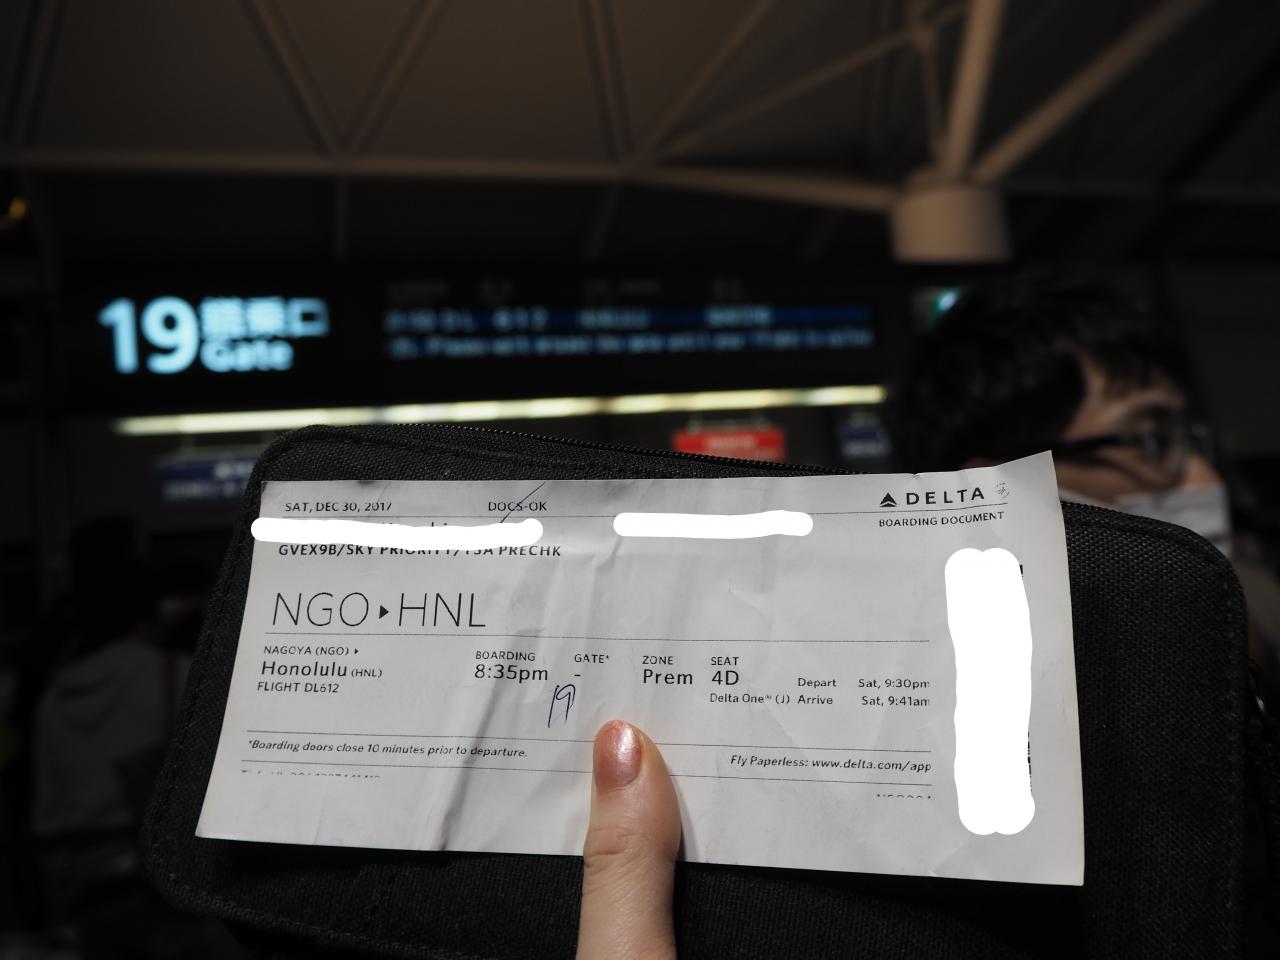 19 搭乗口
Gate
DL 612
SAT, DEC 30, 2017
DOCS-OK
DELTA
BOARDING DOCUMENT
GVEX9B/SKY PRIORITY/TSA PRECHK
NGO▸HNL
NAGOYA (NGO) ▸
Honolulu (HNL)
FLIGHT DL612
BOARDING
8:35pm
GATE*
-
19
ZONE
Prem
SEAT
4D
Delta One® (J)
Depart Sat, 9:30pm
Arrive Sat, 9:41am
*Boarding doors close 10 minutes prior to departure.
Fly Paperless: www.delta.com/app